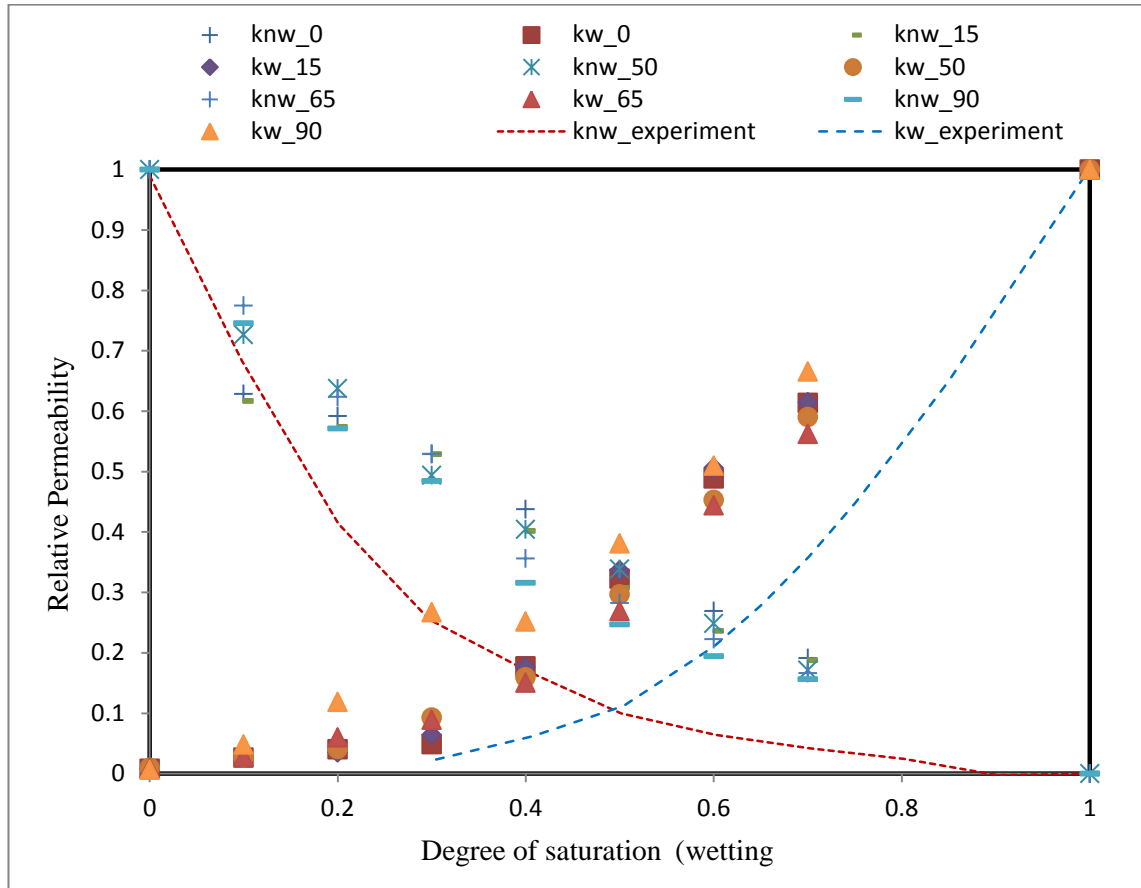 knw_0 kw_0 knw_15
kw_15 knw_50 kw_50
knw_65 kw_65 knw_90
kw_90 knw_experiment kw_experiment
1
0.9
0.8
0.7
0.6
0.5
0.4
0.3
0.2
0.1
0
Relative Permeability
0 0.2 0.4 0.6 0.8 1
Degree of saturation (wetting